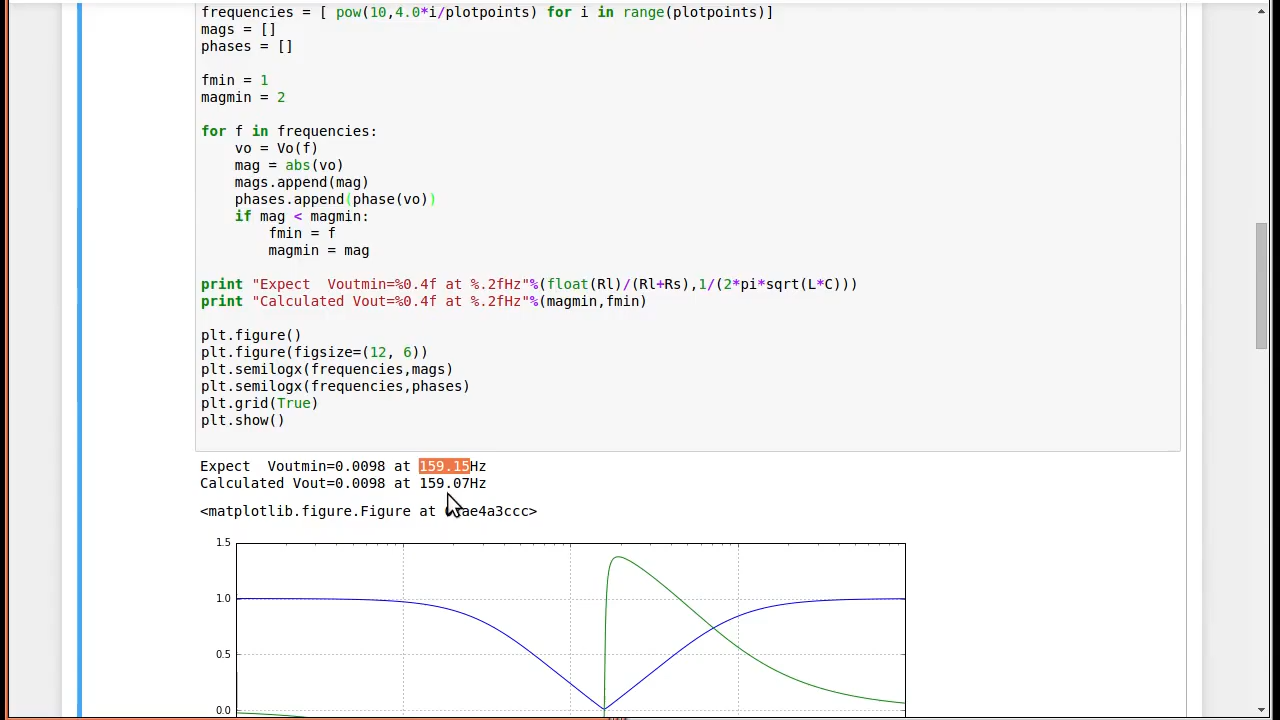 frequencies = [ pow(10,4.0*i/plotpoints) for i in range(plotpoints)]
mags = []
phases = []
fmin = 1
magmin = 2
for f in frequencies:
    vo = Vo(f)
    mag = abs(vo)
    mags.append(mag)
    phases.append(phase(vo))
    if mag < magmin:
        fmin = f
        magmin = mag
print "Expect  Voutmin=%0.4f at %.2fHz"%(float(Rl)/(Rl+Rs),1/(2*pi*sqrt(L*C)))
print "Calculated Vout=%0.4f at %.2fHz"%(magmin,fmin)
plt.figure()
plt.figure(figsize=(12, 6))
plt.semilogx(frequencies,mags)
plt.semilogx(frequencies,phases)
plt.grid(True)
plt.show()
Expect  Voutmin=0.0098 at 159.15Hz
Calculated Vout=0.0098 at 159.07Hz
<matplotlib.figure.Figure at
1.5
1.0
0.5
0.0